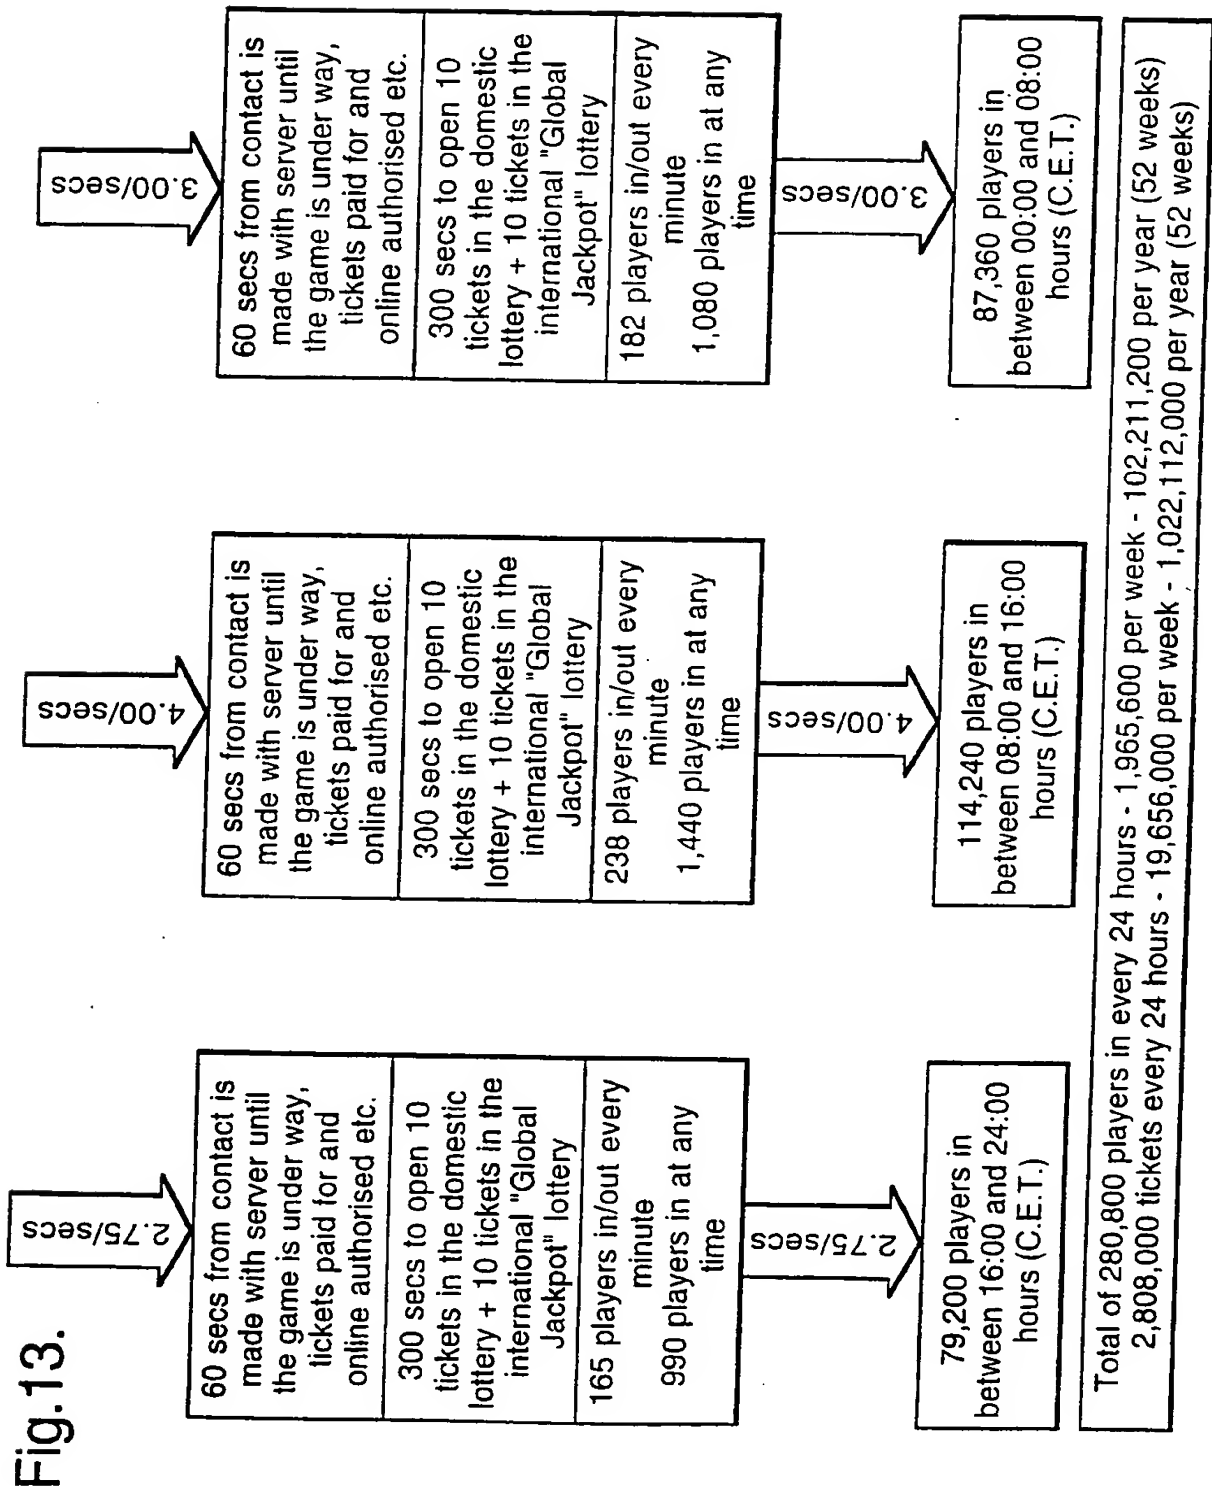 Fig.13.
2.75/secs
60 secs from contact is
made with server until
the game is under way,
tickets paid for and
online authorised etc.
300 secs to open 10
tickets in the domestic
lottery + 10 tickets in the
international "Global
Jackpot" lottery
165 players in/out every
minute
990 players in at any
time
2.75/secs
79,200 players in
between 16:00 and 24:00
hours (C.E.T.)
4.00/secs
60 secs from contact is
made with server until
the game is under way,
tickets paid for and
online authorised etc.
300 secs to open 10
tickets in the domestic
lottery + 10 tickets in the
international "Global
Jackpot" lottery
238 players in/out every
minute
1,440 players in at any
time
4.00/secs
114,240 players in
between 08:00 and 16:00
hours (C.E.T.)
3.00/secs
60 secs from contact is
made with server until
the game is under way,
tickets paid for and
online authorised etc.
300 secs to open 10
tickets in the domestic
lottery + 10 tickets in the
international "Global
Jackpot" lottery
182 players in/out every
minute
1,080 players in at any
time
3.00/secs
87,360 players in
between 00:00 and 08:00
hours (C.E.T.)
Total of 280,800 players in every 24 hours - 1,965,600 per week - 102,211,200 per year (52 weeks)
2,808,000 tickets every 24 hours - 19,656,000 per week - 1,022,112,000 per year (52 weeks)